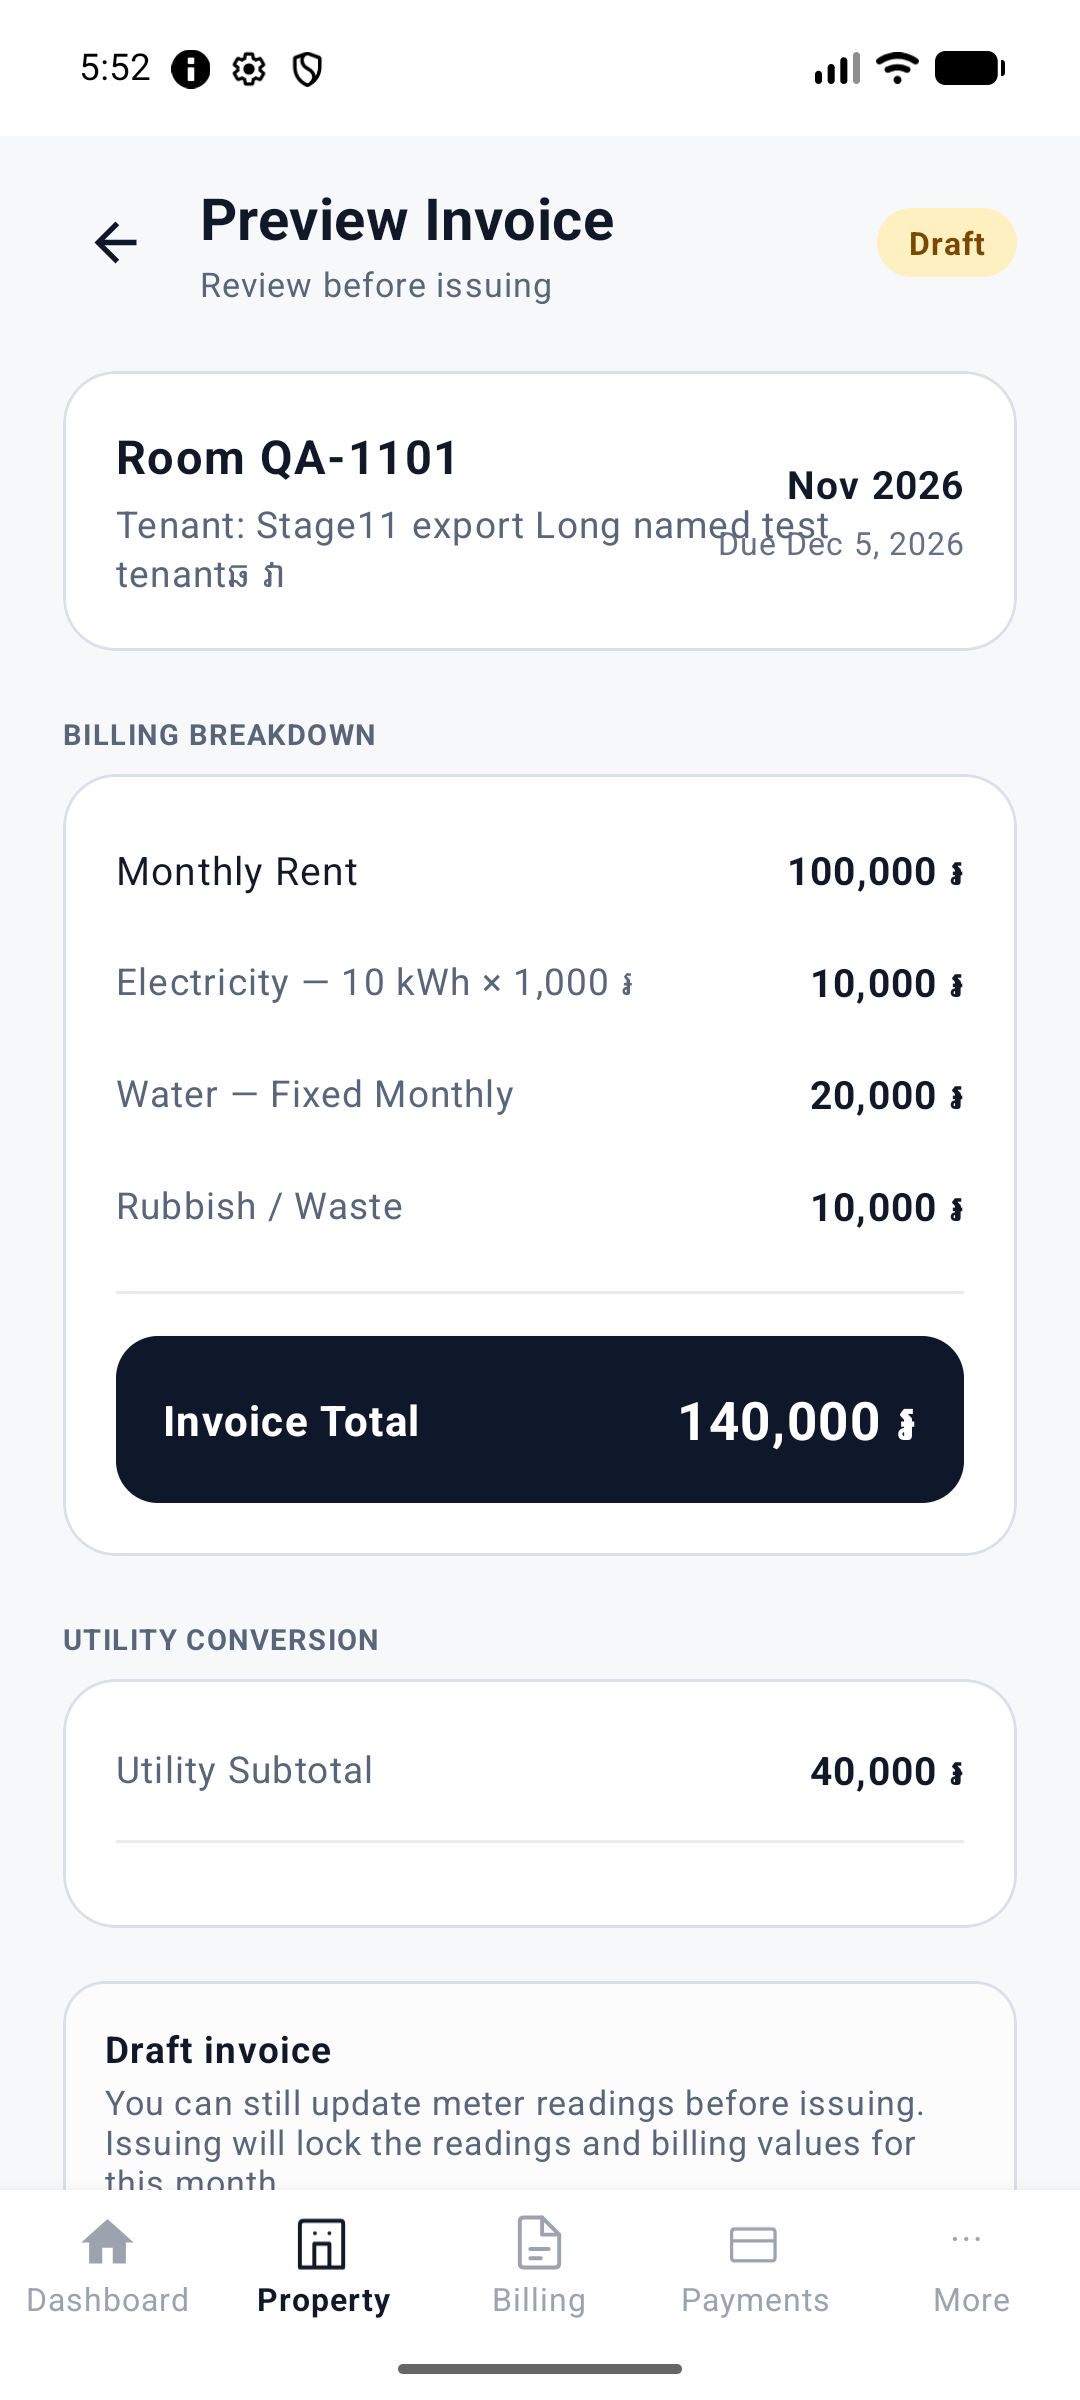 5:52
Preview Invoice
Review before issuing
Draft
Room QA-1101
Nov 2026
Tenant: Stage11 export Long named test
Due Dec 5, 2026
tenantឆ វា
BILLING BREAKDOWN
Monthly Rent 100,000 ៛
Electricity — 10 kWh × 1,000 ៛ 10,000 ៛
Water — Fixed Monthly 20,000 ៛
Rubbish / Waste 10,000 ៛
Invoice Total 140,000 ៛
UTILITY CONVERSION
Utility Subtotal 40,000 ៛
Draft invoice
You can still update meter readings before issuing.
Issuing will lock the readings and billing values for
this month
Dashboard Property Billing Payments More